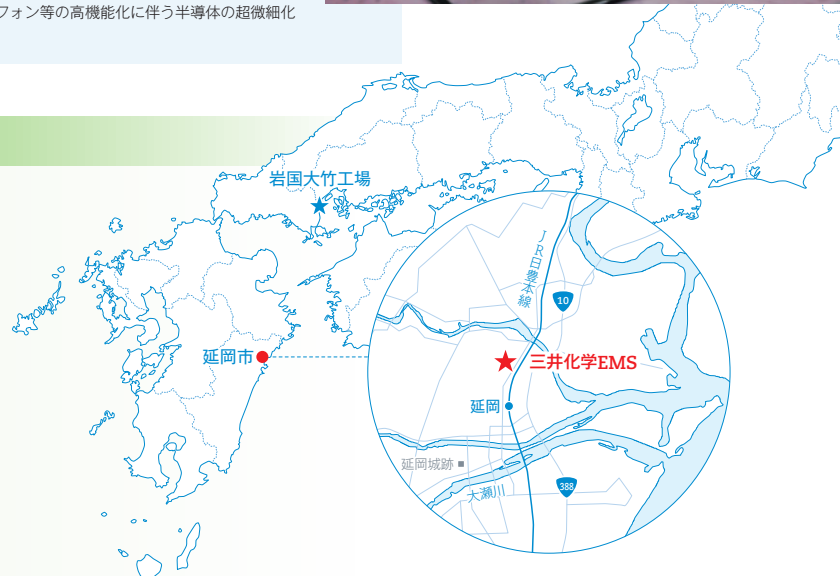 フォン等の高機能化に伴う半導体の超微細化
岩国大竹工場
JR日豊本線
10
延岡市
三井化学EMS
延岡
延岡城跡
大瀬川
388